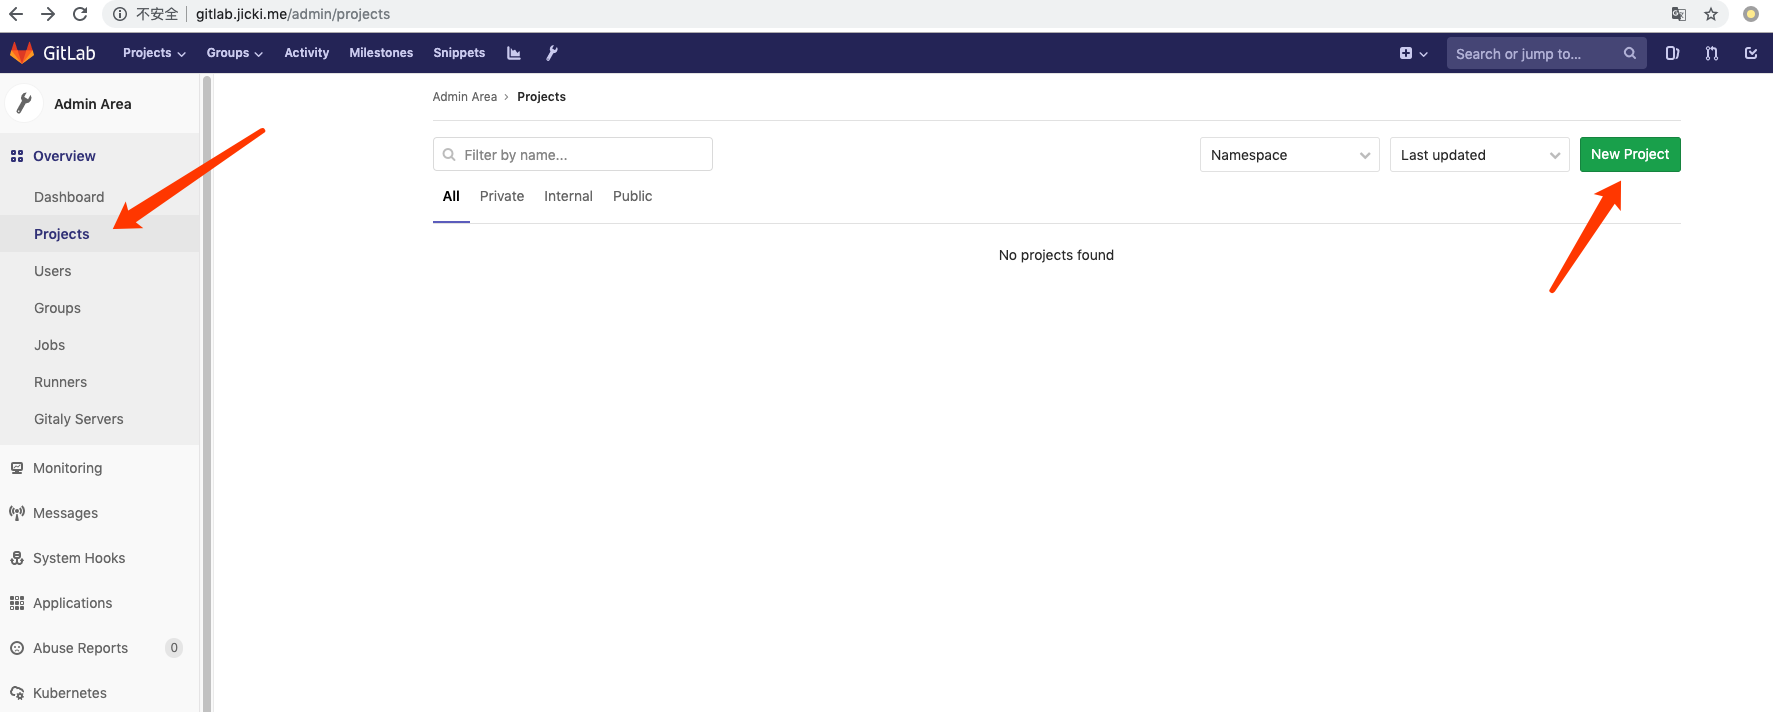 不安全 gitlab.jicki.me/admin/projects
GitLab Projects Groups Activity Milestones Snippets Search or jump to...
Admin Area
Overview
Dashboard
Projects
Users
Groups
Jobs
Runners
Gitaly Servers
Monitoring
Messages
System Hooks
Applications
Abuse Reports 0
Kubernetes
Admin Area › Projects
Filter by name... Namespace Last updated New Project
All Private Internal Public
No projects found